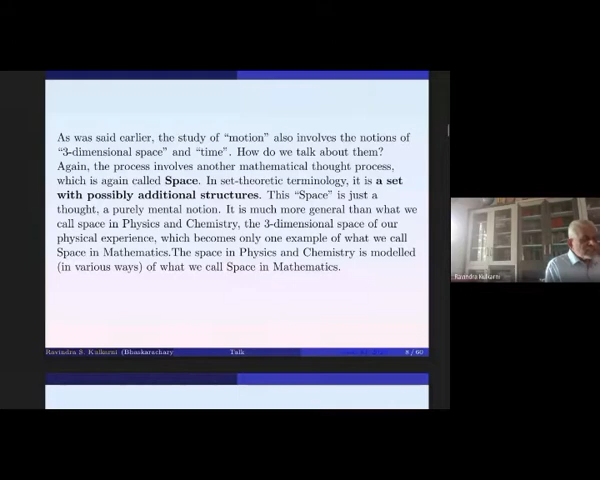 As was said earlier, the study of “motion” also involves the notions of
“3-dimensional space” and “time”. How do we talk about them?
Again, the process involves another mathematical thought process,
which is again called Space. In set-theoretic terminology, it is a set
with possibly additional structures. This “Space” is just a
thought, a purely mental notion. It is much more general than what we
call space in Physics and Chemistry, the 3-dimensional space of our
physical experience, which becomes only one example of what we call
Space in Mathematics.The space in Physics and Chemistry is modelled
(in various ways) of what we call Space in Mathematics.
Ravindra S. Kulkarni (Bhaskaracharya
Talk
8 / 60
Ravindra Kulkarni